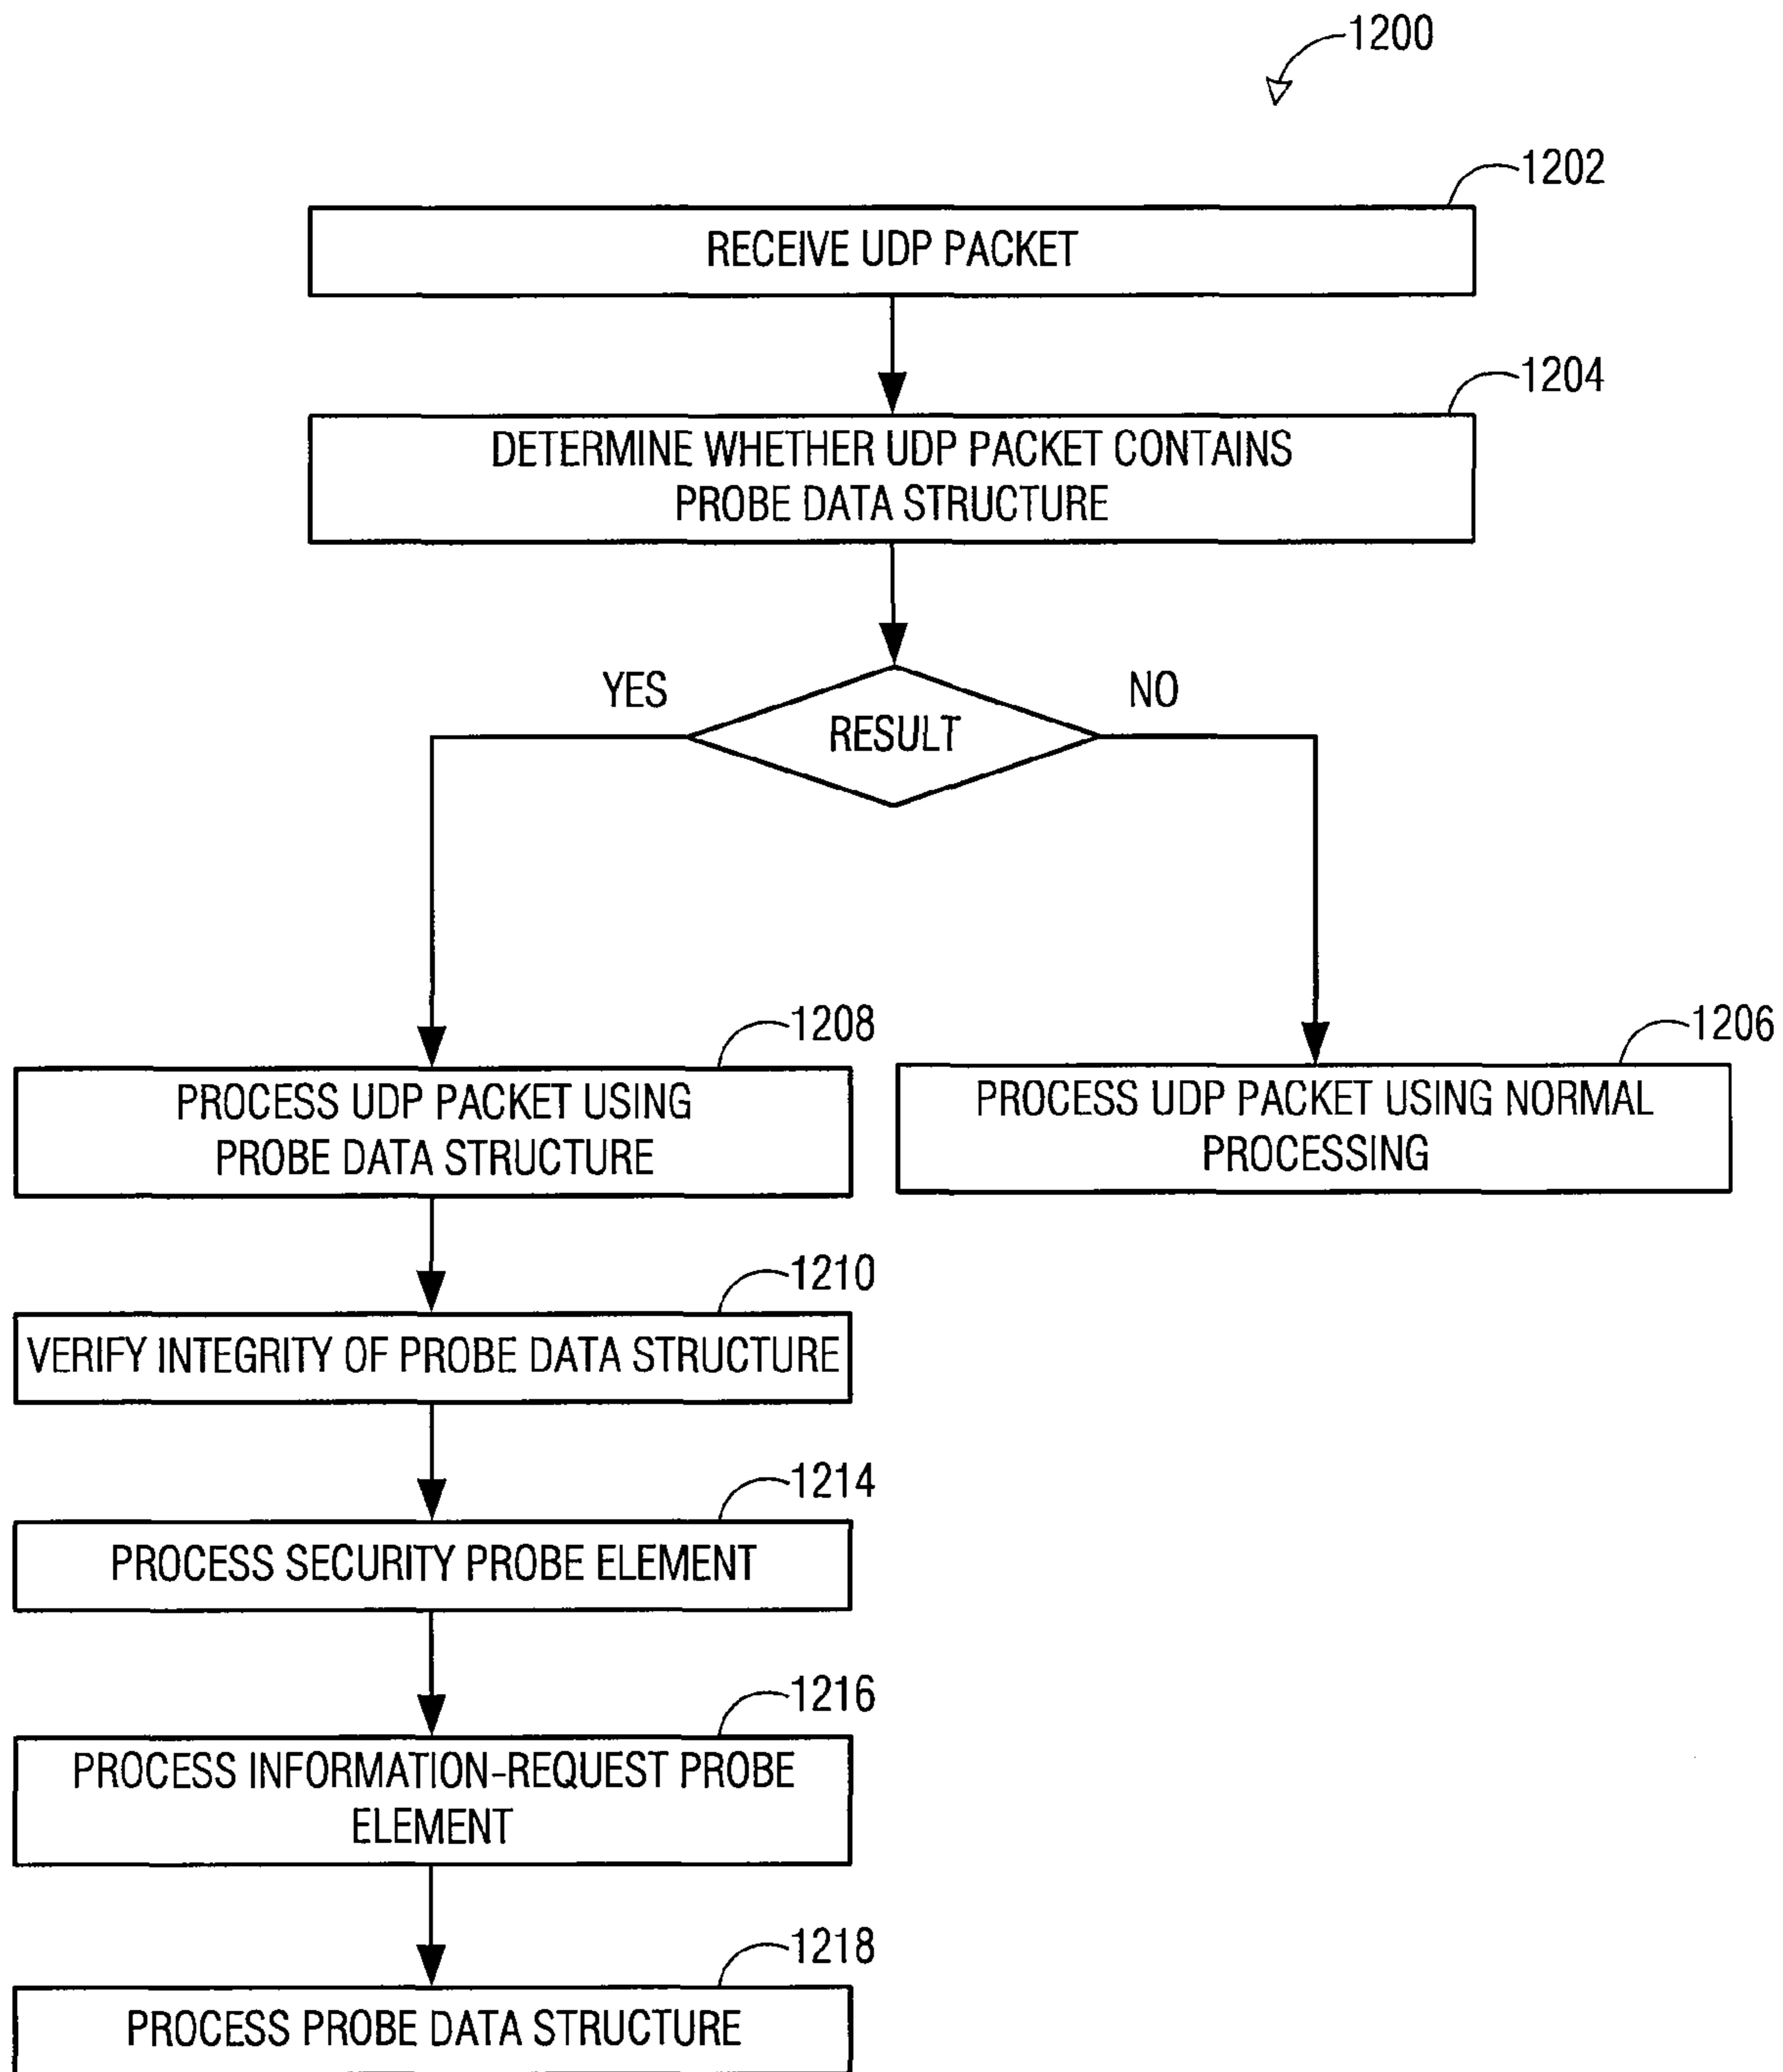 1200
1202
RECEIVE UDP PACKET
1204
DETERMINE WHETHER UDP PACKET CONTAINS
PROBE DATA STRUCTURE
YES
NO
RESULT
1208
1206
PROCESS UDP PACKET USING
PROBE DATA STRUCTURE
PROCESS UDP PACKET USING NORMAL
PROCESSING
1210
VERIFY INTEGRITY OF PROBE DATA STRUCTURE
1214
PROCESS SECURITY PROBE ELEMENT
1216
PROCESS INFORMATION-REQUEST PROBE
ELEMENT
1218
PROCESS PROBE DATA STRUCTURE